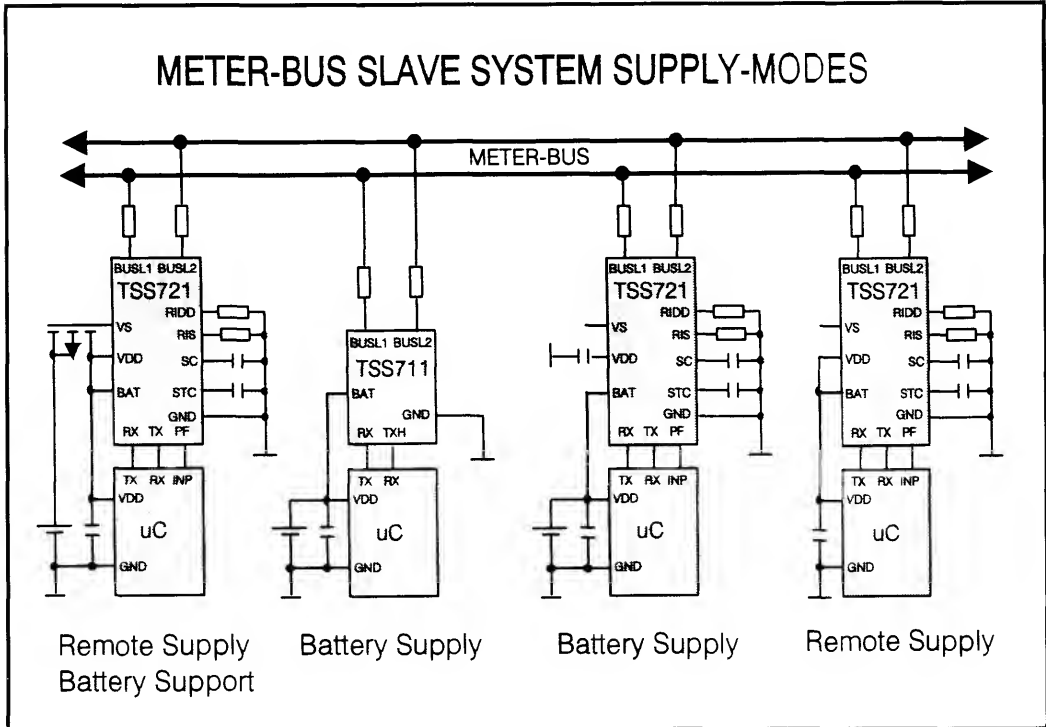 METER-BUS SLAVE SYSTEM SUPPLY-MODES
METER-BUS
BUSL1 BUSL2
TSS721
RIDD
VS
RIS
VDD
SC
BAT
STC
GND
RX TX PF
TX RX INP
VDD
uC
GND
Remote Supply
Battery Support
BUSL1 BUSL2
TSS711
BAT
GND
RX TXH
TX RX
VDD
uC
GND
Battery Supply
BUSL1 BUSL2
TSS721
RIDD
VS
RIS
VDD
SC
BAT
STC
GND
RX TX PF
TX RX INP
VDD
uC
GND
Battery Supply
BUSL1 BUSL2
TSS721
RIDD
VS
RIS
VDD
SC
BAT
STC
GND
RX TX PF
TX RX INP
VDD
uC
GND
Remote Supply